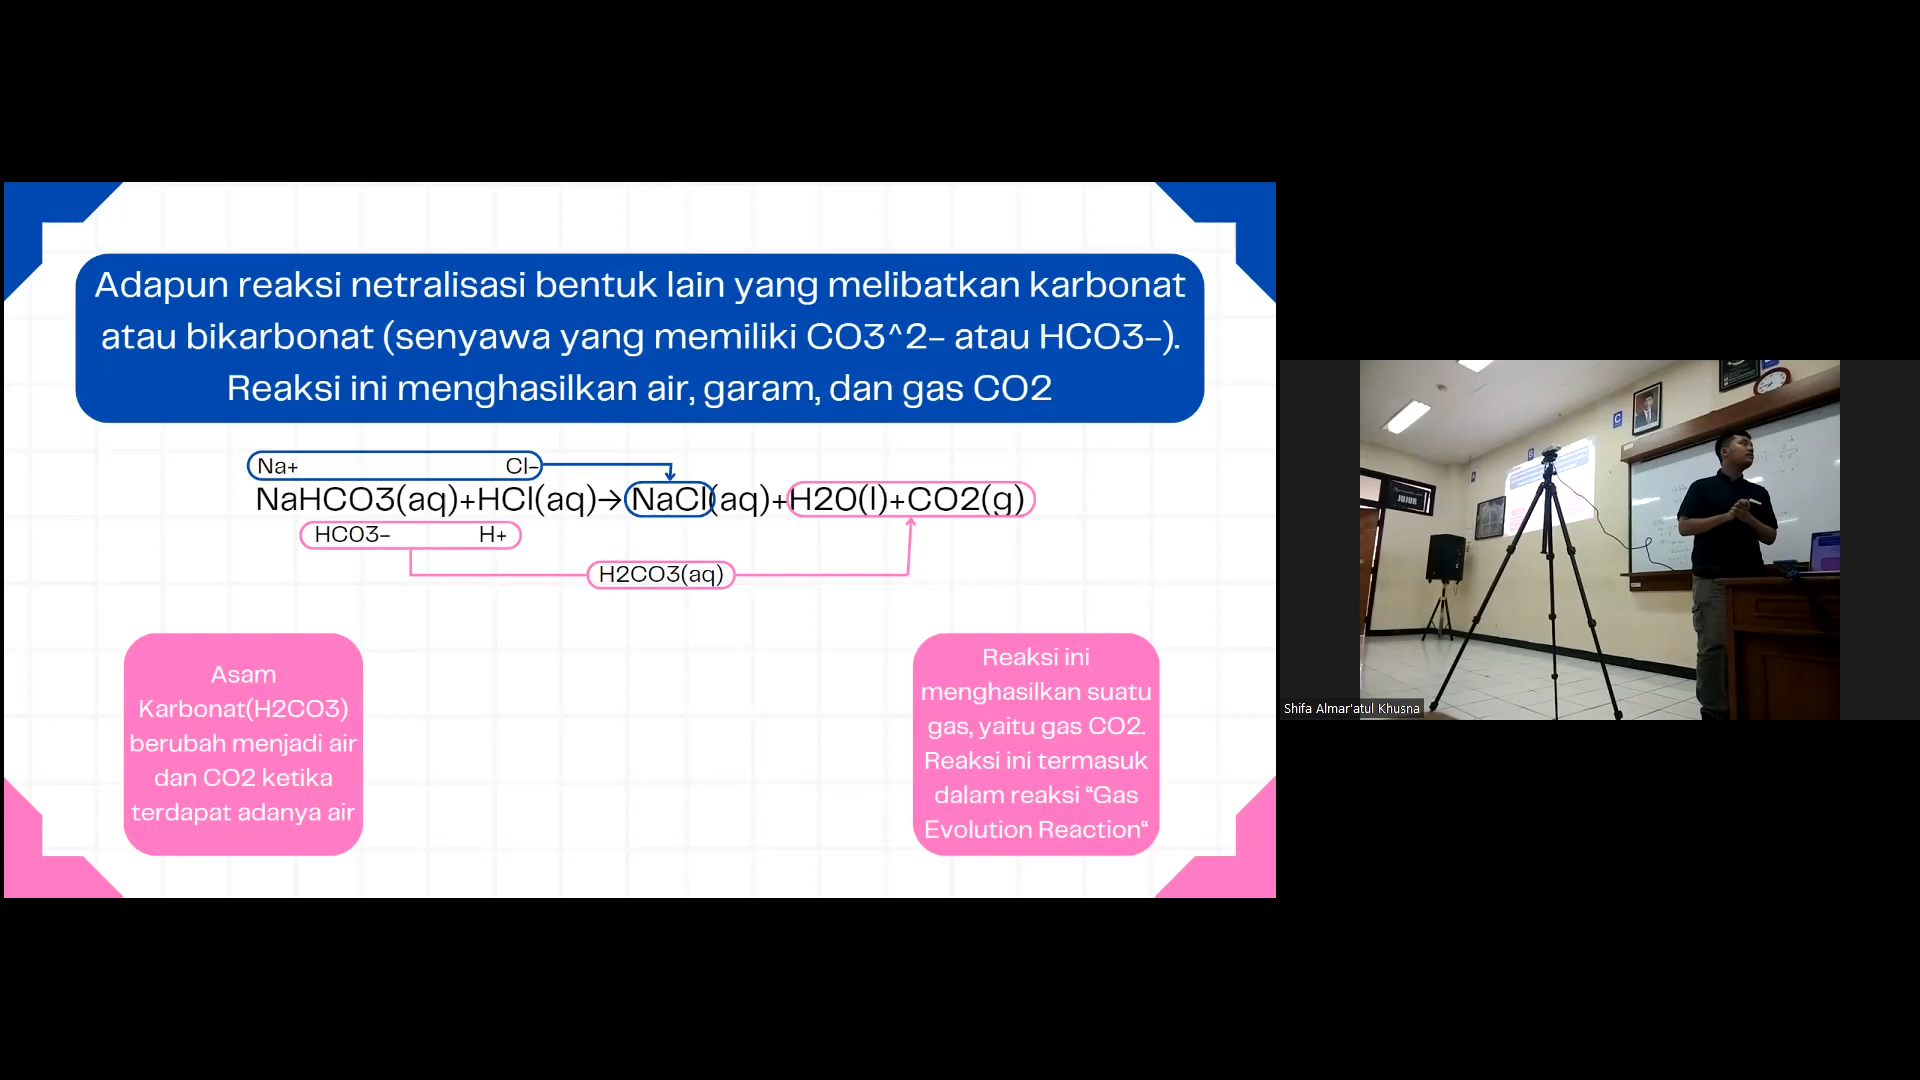 Adapun reaksi netralisasi bentuk lain yang melibatkan karbonat
atau bikarbonat (senyawa yang memiliki CO3^2- atau HCO3-).
Reaksi ini menghasilkan air, garam, dan gas CO2
Na+ Cl-
NaHCO3(aq)+HCl(aq)→NaCl(aq)+H2O(l)+CO2(g)
HCO3- H+
H2CO3(aq)
Asam
Karbonat(H2CO3)
berubah menjadi air
dan CO2 ketika
terdapat adanya air
Reaksi ini
menghasilkan suatu
gas, yaitu gas CO2.
Reaksi ini termasuk
dalam reaksi “Gas
Evolution Reaction“
C
B
A
JUJUR
Shifa Almar'atul Khusna